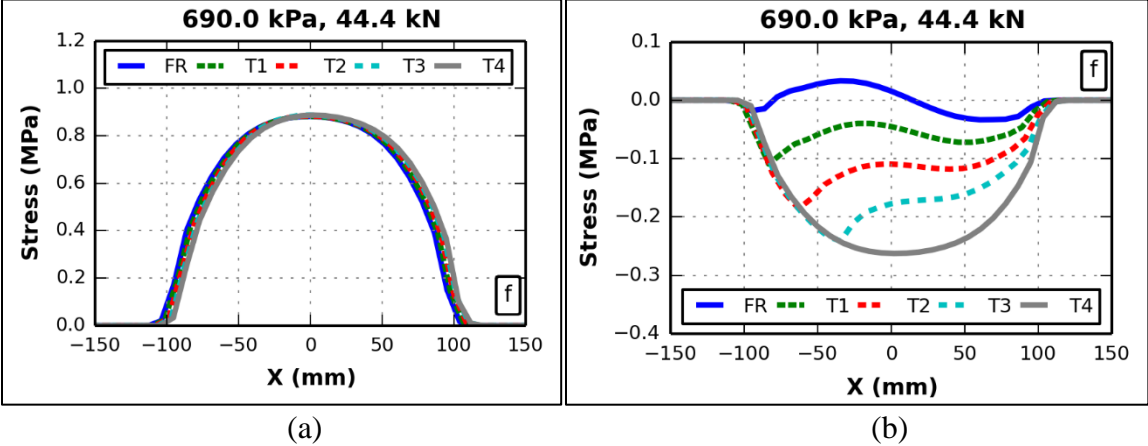 690.0 kPa, 44.4 kN
1.2
1.0
0.8
0.6
0.4
0.2
0.0
Stress (MPa)
FR T1 T2 T3 T4
f
−150 −100 −50 0 50 100 150
X (mm)
(a)
690.0 kPa, 44.4 kN
0.1
0.0
−0.1
−0.2
−0.3
−0.4
Stress (MPa)
f
FR T1 T2 T3 T4
−150 −100 −50 0 50 100 150
X (mm)
(b)